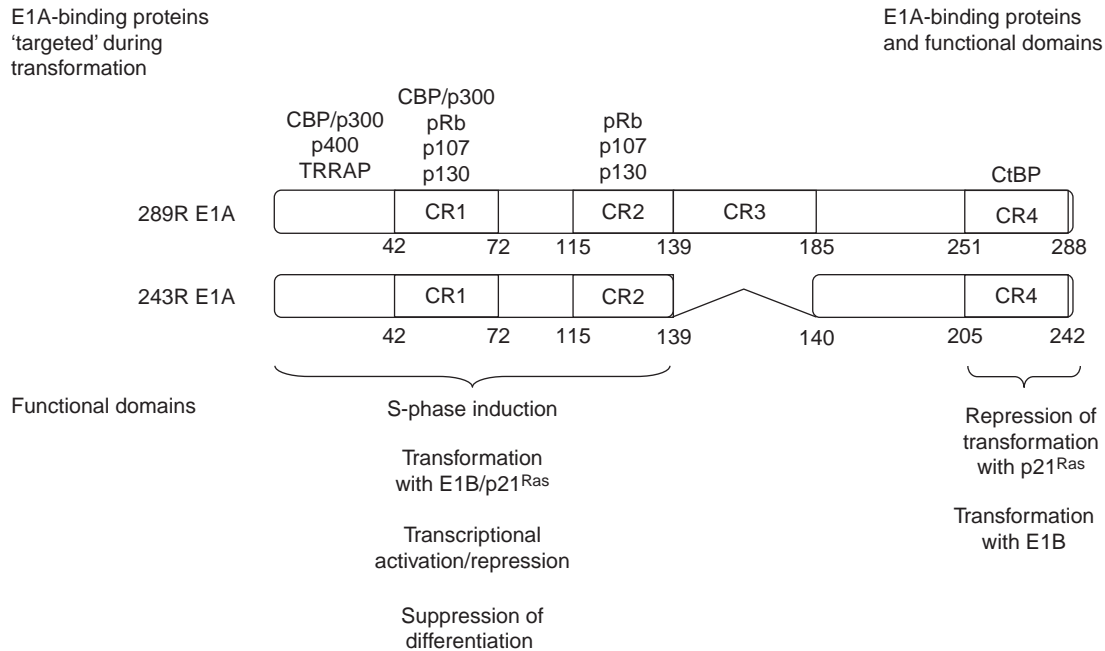 E1A-binding proteins
‘targeted’ during
transformation
E1A-binding proteins
and functional domains
CBP/p300
p400
TRRAP
CBP/p300
pRb
p107
p130
pRb
p107
p130
CtBP
289R E1A
CR1
CR2
CR3
CR4
42 72 115 139 185 251 288
243R E1A
CR1
CR2
CR4
42 72 115 139 140 205 242
Functional domains
S-phase induction
Transformation
with E1B/p21Ras
Transcriptional
activation/repression
Suppression of
differentiation
Repression of
transformation
with p21Ras
Transformation
with E1B